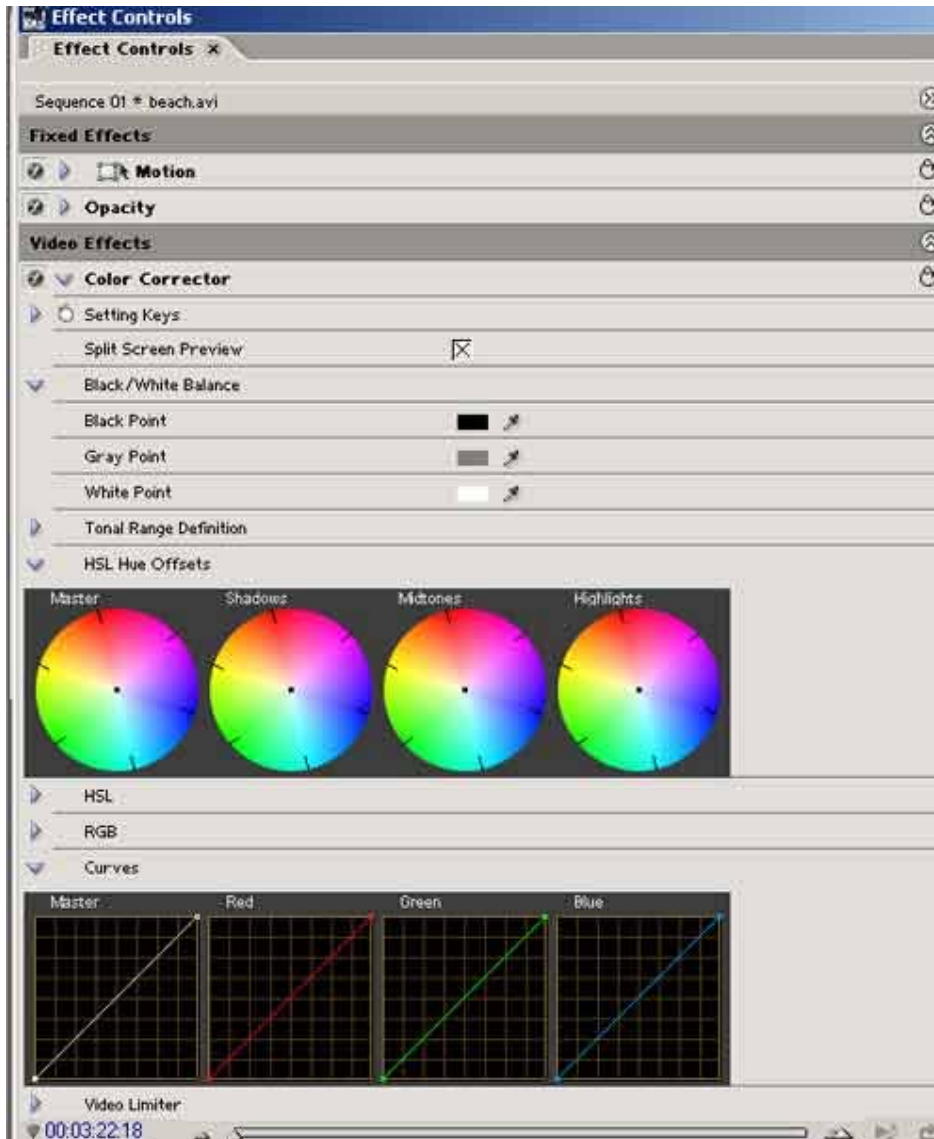 Effect Controls
Effect Controls ×
Sequence 01 * beach.avi
Fixed Effects
Motion
Opacity
Video Effects
Color Corrector
Setting Keys
Split Screen Preview
Black/White Balance
Black Point
Gray Point
White Point
Tonal Range Definition
HSL Hue Offsets
Master Shadows Midtones Highlights
HSL
RGB
Curves
Master Red Green Blue
Video Limiter
00:03:22:18